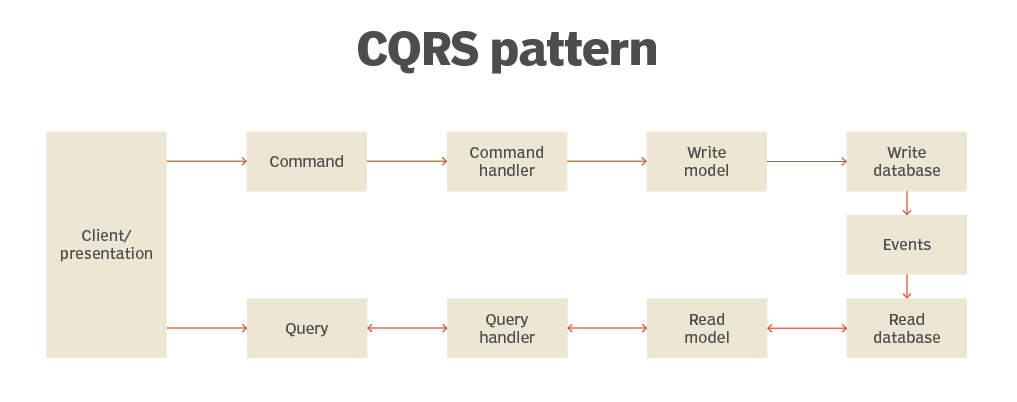 CQRS pattern
Client/
presentation
Command
Command
handler
Write
model
Write
database
Events
Query
Query
handler
Read
model
Read
database